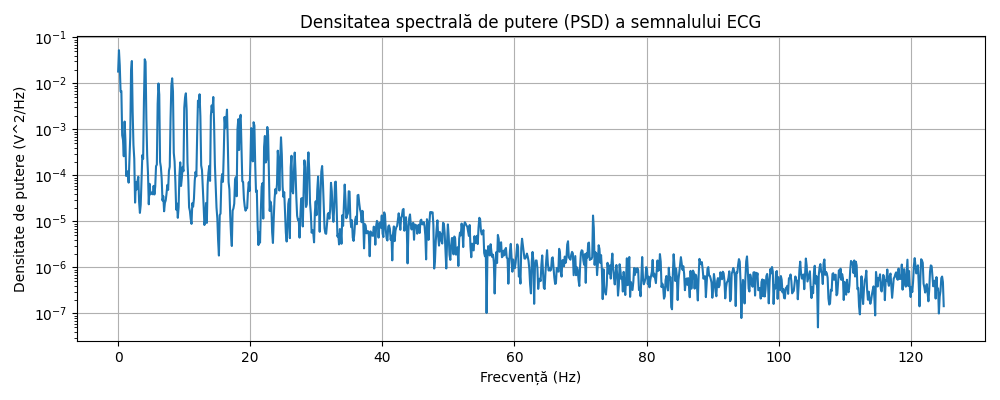 Densitatea spectrală de putere (PSD) a semnalului ECG
Densitate de putere (V^2/Hz)
10⁻¹
10⁻²
10⁻³
10⁻⁴
10⁻⁵
10⁻⁶
10⁻⁷
0 20 40 60 80 100 120
Frecvență (Hz)